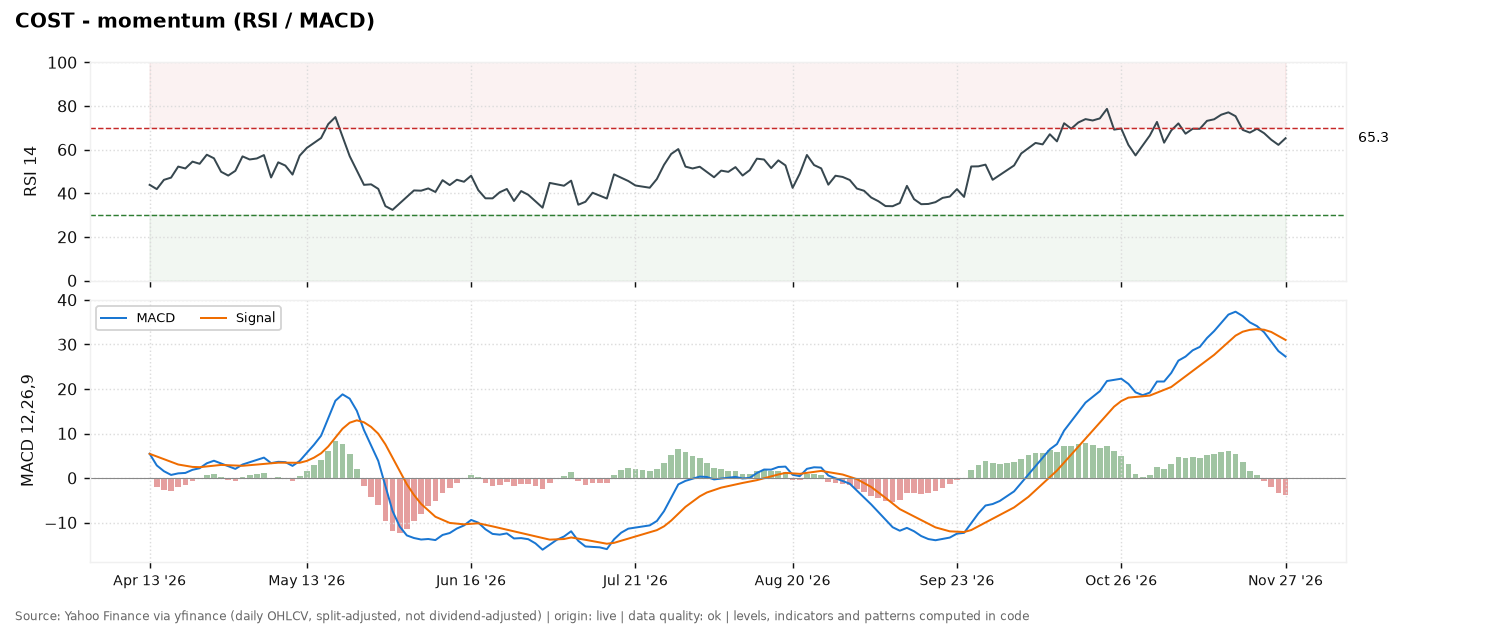 COST - momentum (RSI / MACD)
100
80
60
40
20
0
RSI 14
65.3
40
30
20
10
0
−10
MACD 12,26,9
MACD
Signal
Apr 13 '26
May 13 '26
Jun 16 '26
Jul 21 '26
Aug 20 '26
Sep 23 '26
Oct 26 '26
Nov 27 '26
Source: Yahoo Finance via yfinance (daily OHLCV, split-adjusted, not dividend-adjusted) | origin: live | data quality: ok | levels, indicators and patterns computed in code